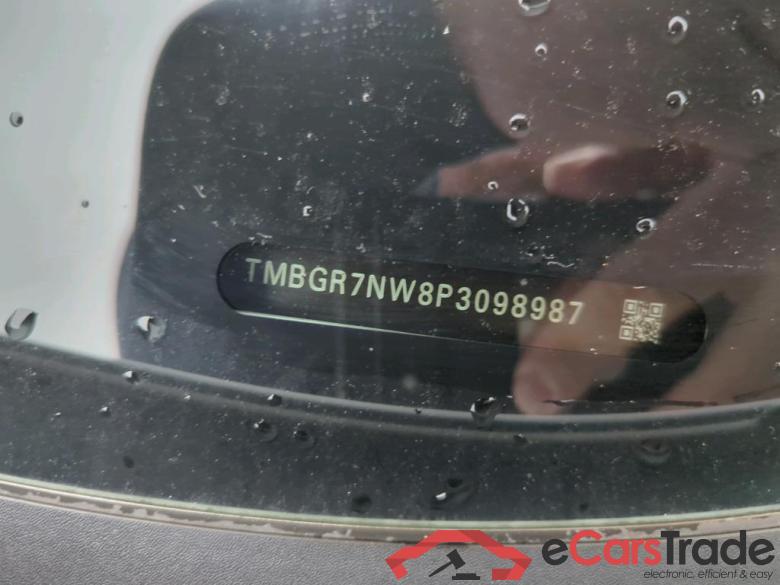 TMBGR7NW8P3098987
eCarsTrade
electronic, efficient & easy